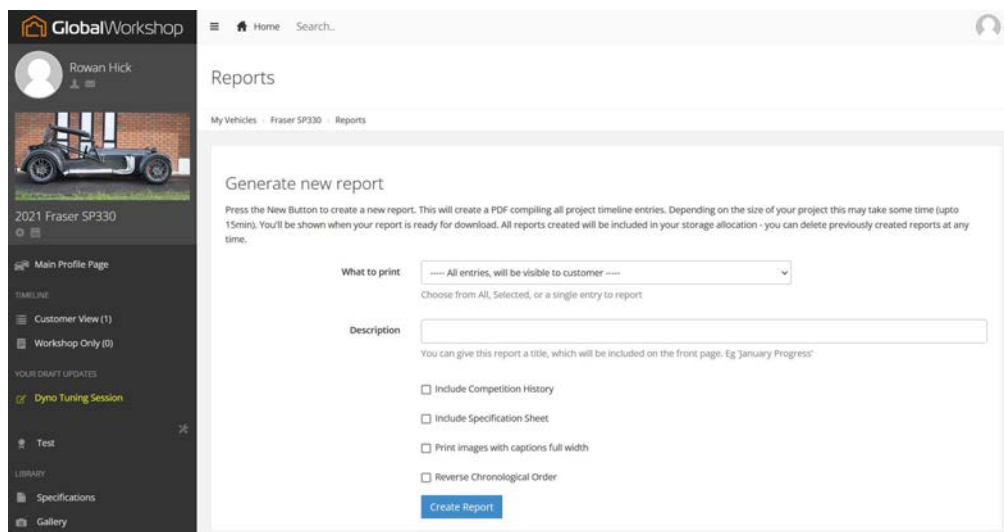 GlobalWorkshop
Home Search..
Rowan Hick
Reports
My Vehicles Fraser SP330 Reports
2021 Fraser SP330
Main Profile Page
TIMELINE
Customer View (1)
Workshop Only (0)
YOUR DRAFT UPDATES
Dyno Tuning Session
Test
LIBRARY
Specifications
Gallery
Generate new report
Press the New Button to create a new report. This will create a PDF compiling all project timeline entries. Depending on the size of your project this may take some time (upto
15min). You'll be shown when your report is ready for download. All reports created will be included in your storage allocation - you can delete previously created reports at any
time.
What to print
----- All entries, will be visible to customer -----
Choose from All, Selected, or a single entry to report
Description
You can give this report a title, which will be included on the front page. Eg 'January Progress'
Include Competition History
Include Specification Sheet
Print images with captions full width
Reverse Chronological Order
Create Report